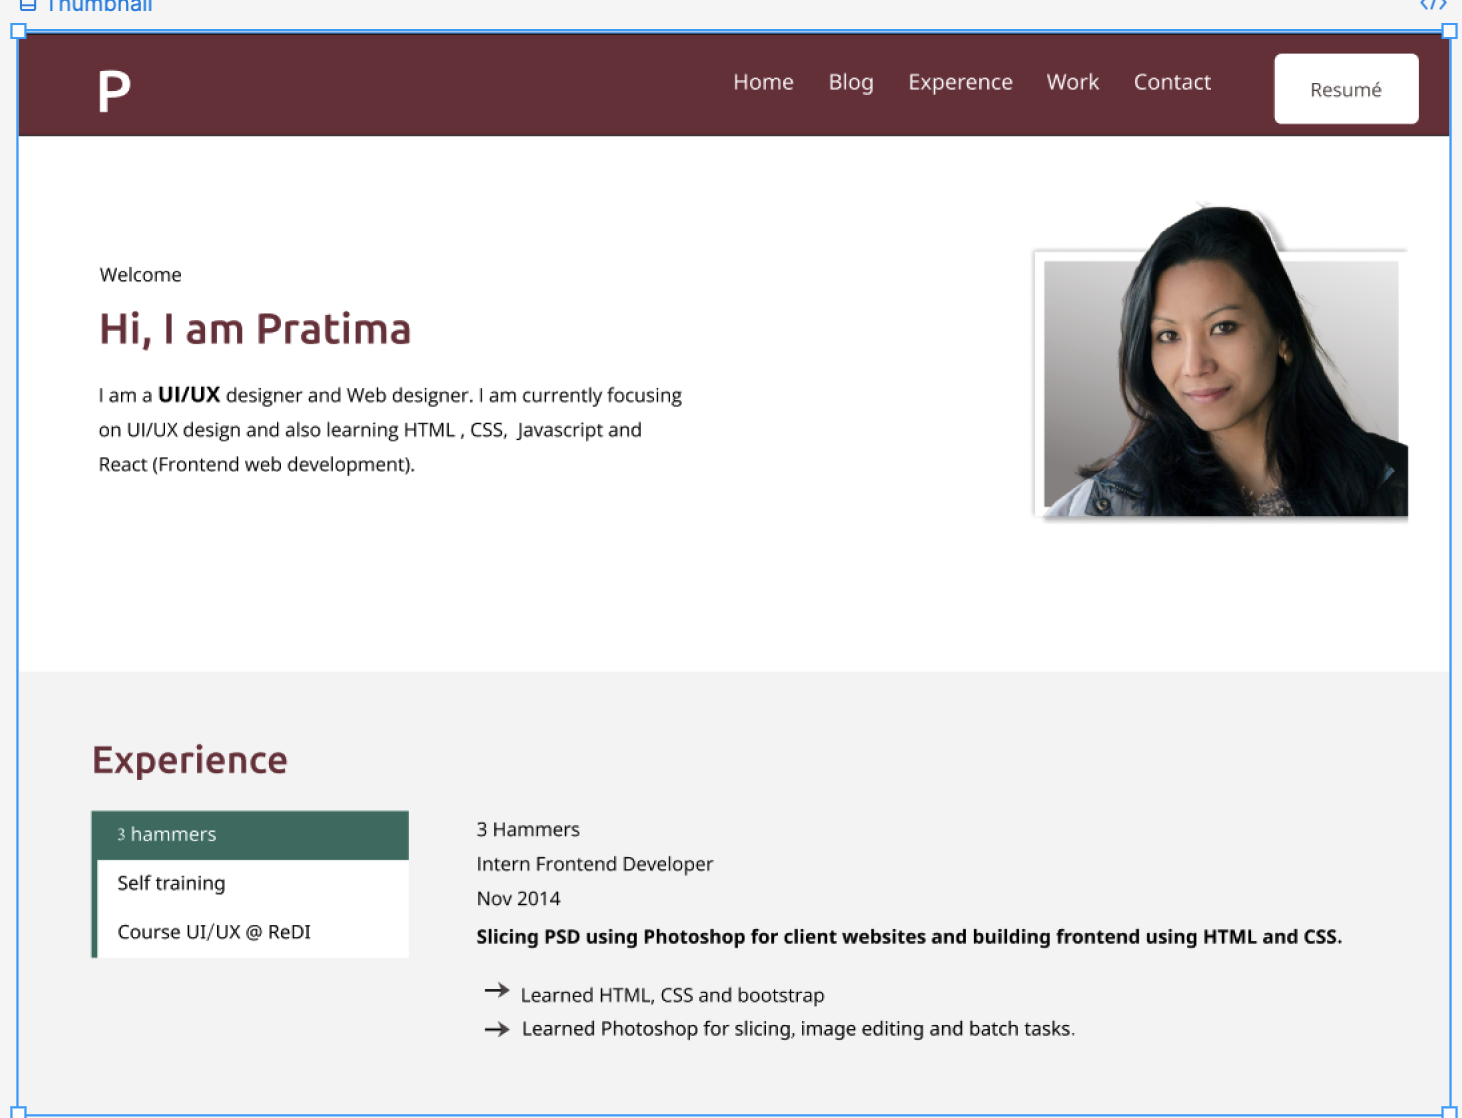 Thumbnail
</>
P
Home Blog Experence Work Contact Resumé
Welcome
Hi, I am Pratima
I am a UI/UX designer and Web designer. I am currently focusing
on UI/UX design and also learning HTML , CSS,  Javascript and
React (Frontend web development).
Experience
3 hammers
Self training
Course UI/UX @ ReDI
3 Hammers
Intern Frontend Developer
Nov 2014
Slicing PSD using Photoshop for client websites and building frontend using HTML and CSS.
Learned HTML, CSS and bootstrap
Learned Photoshop for slicing, image editing and batch tasks.